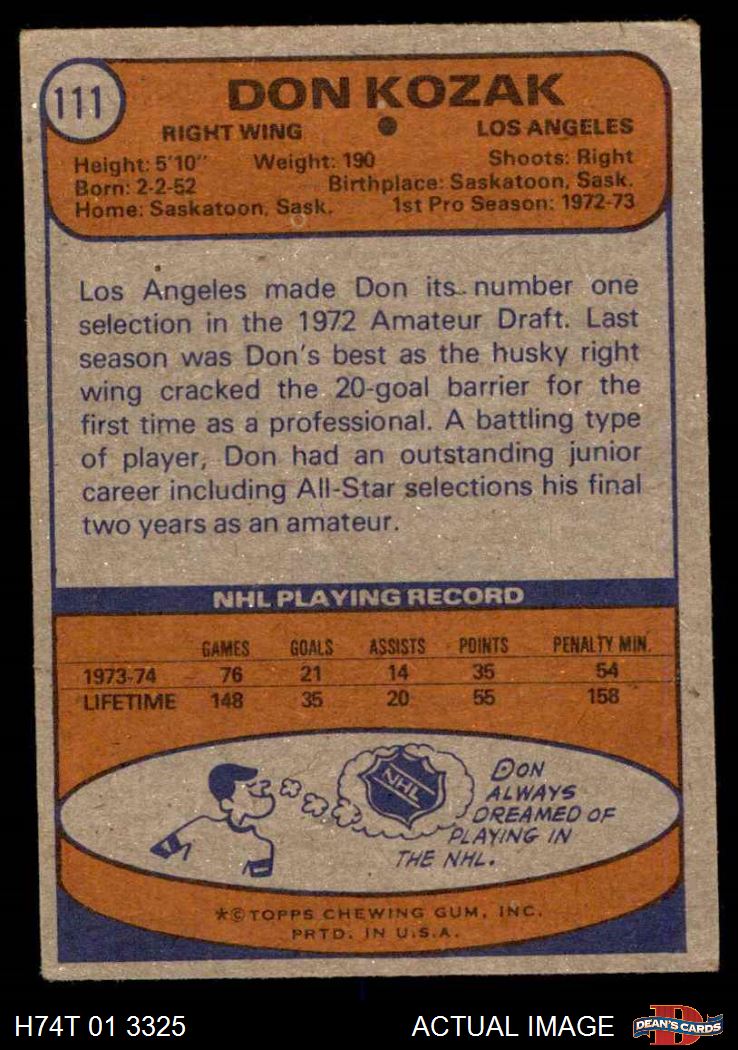 111
DON KOZAK
RIGHT WING
LOS ANGELES
Height: 5'10" Weight: 190 Shoots: Right
Born: 2-2-52 Birthplace: Saskatoon, Sask.
Home: Saskatoon, Sask. 1st Pro Season: 1972-73
Los Angeles made Don its number one
selection in the 1972 Amateur Draft. Last
season was Don's best as the husky right
wing cracked the 20-goal barrier for the
first time as a professional. A battling type
of player, Don had an outstanding junior
career including All-Star selections his final
two years as an amateur.
NHL PLAYING RECORD
GAMES GOALS ASSISTS POINTS PENALTY MIN.
1973-74 76 21 14 35 54
LIFETIME 148 35 20 55 158
NHL
DON
ALWAYS
DREAMED OF
PLAYING IN
THE NHL.
*© TOPPS CHEWING GUM, INC.
PRTD. IN U.S.A.
H74T 01 3325
ACTUAL IMAGE
D
DEAN'S CARDS